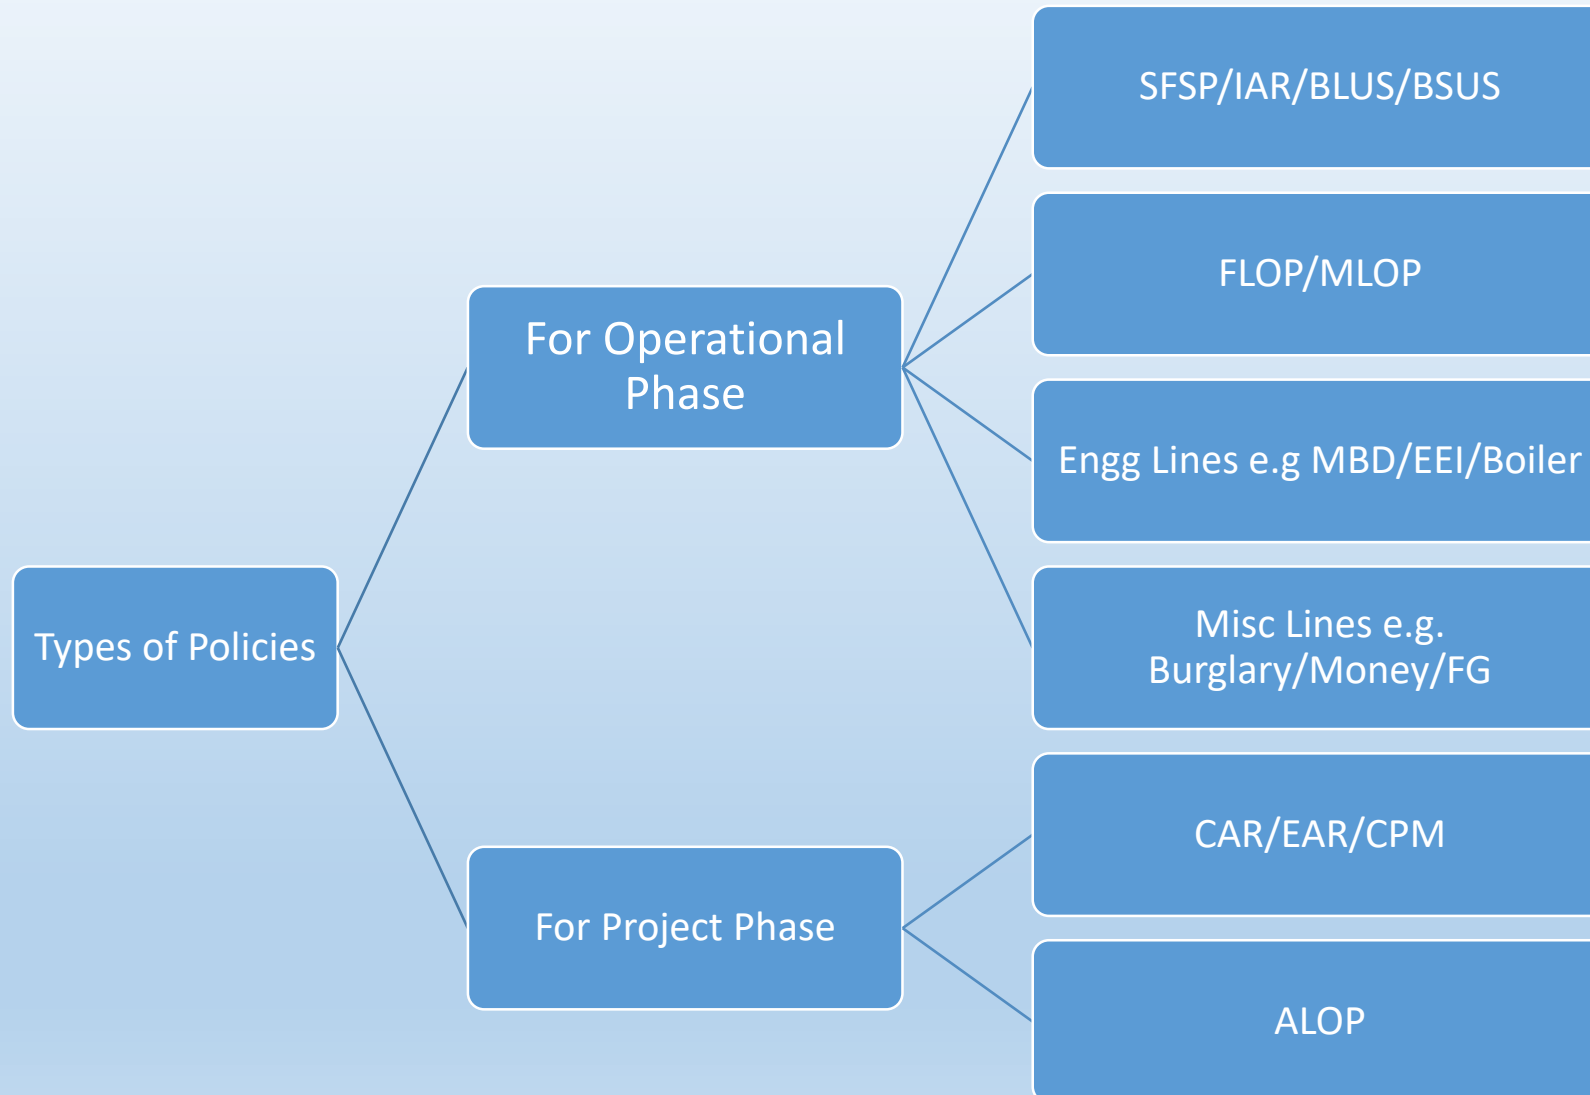 Types of Policies
For Operational
Phase
SFSP/IAR/BLUS/BSUS
FLOP/MLOP
Engg Lines e.g MBD/EEI/Boiler
Misc Lines e.g.
Burglary/Money/FG
For Project Phase
CAR/EAR/CPM
ALOP